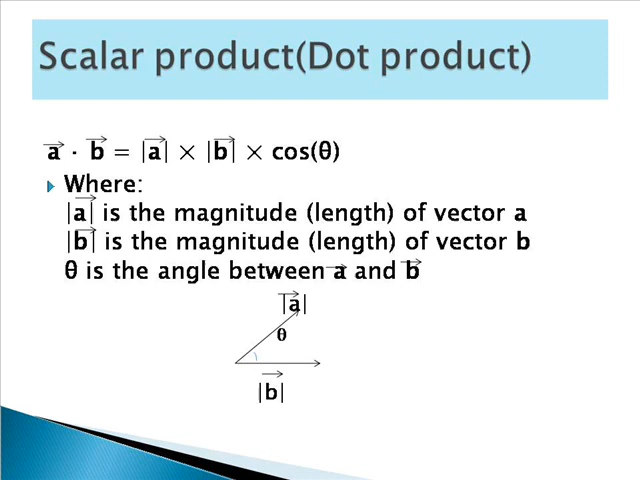 Scalar product(Dot product)
a⃗ · b⃗ = |a⃗| × |b⃗| × cos(θ)
Where:
|a⃗| is the magnitude (length) of vector a
|b⃗| is the magnitude (length) of vector b
θ is the angle between a⃗ and b⃗
|a⃗|
θ
|b⃗|